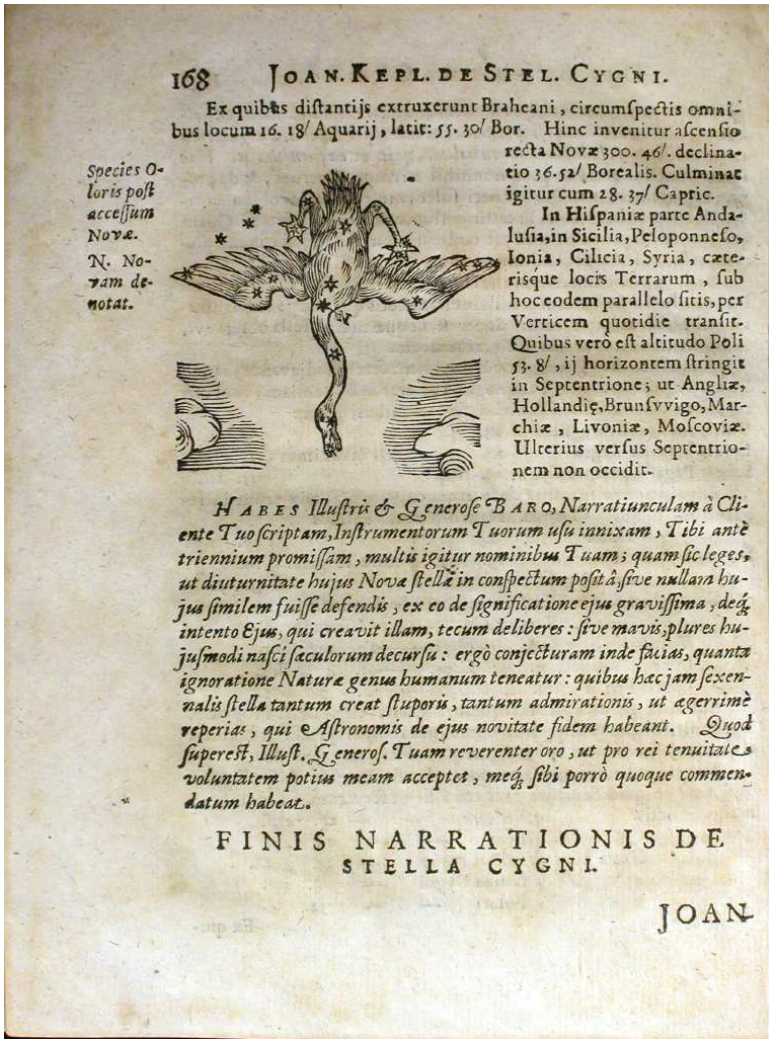 168 JOAN. KEPL. DE STEL. CYGNI.
Ex quibus diſtantijs extruxerunt Braheani, circumſpectis omni-
bus locum 16. 18/ Aquarij, latit: 55. 30/ Bor. Hinc invenitur aſcenſio
recta Novæ 300. 46/. declina-
tio 36.52/ Borealis. Culminat
igitur cum 28. 37/ Capric.
In Hiſpaniæ parte Anda-
luſia, in Sicilia, Peloponneſo,
Ionia, Cilicia, Syria, cæte-
risque locis Terrarum, ſub
hoc eodem parallelo ſitis, per
Verticem quotidie tranſit.
Quibus verò eſt altitudo Poli
53. 8/, ij horizontem ſtringit
in Septentrione; ut Angliæ,
Hollandię, Brunſvvigo, Mar-
chiæ, Livoniæ, Moſcoviæ.
Ulterius verſus Septentrio-
nem non occidit.
Species O-
loris poſt
acceſſum
Novæ.
N. No-
vam de-
notat.
N
HABES Illuſtris & Generoſe BARO, Narratiunculam à Cli-
ente Tuo ſcriptam, Inſtrumentorum Tuorum uſu innixam, Tibi antè
triennium promiſſam, multis igitur nominibus Tuam; quam ſic leges,
ut diuturnitate hujus Novæ ſtellæ in conſpectum poſitâ, ſive nullam hu-
jus ſimilem fuiſſe defendis, ex eo de ſignificatione ejus graviſſima, deq́;
intento Ejus, qui creavit illam, tecum deliberes: ſive mavis, plures hu-
juſmodi naſci ſæculorum decurſu: ergò conjecturam inde facias, quanta
ignoratione Naturæ genus humanum teneatur: quibus hæc jam ſexen-
nalis ſtella tantum creat ſtuporis, tantum admirationis, ut ægerrimè
reperias, qui Aſtronomis de ejus novitate fidem habeant. Quod
ſupereſt, Illuſt. Generoſ. Tuam reverenter oro, ut pro rei tenuitate
voluntatem potius meam acceptet, meq́; ſibi porrò quoque commen-
datum habeat.
FINIS NARRATIONIS DE
STELLA CYGNI.
JOAN-